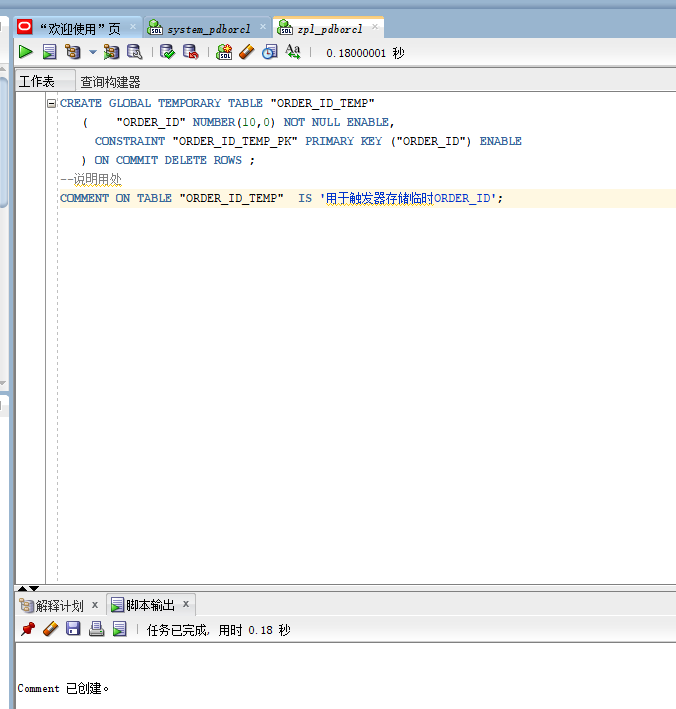 “欢迎使用”页
system_pdborcl
zpl_pdborcl
0.18000001 秒
工作表
查询构建器
CREATE GLOBAL TEMPORARY TABLE "ORDER_ID_TEMP"
( "ORDER_ID" NUMBER(10,0) NOT NULL ENABLE,
CONSTRAINT "ORDER_ID_TEMP_PK" PRIMARY KEY ("ORDER_ID") ENABLE
) ON COMMIT DELETE ROWS ;
--说明用处
COMMENT ON TABLE "ORDER_ID_TEMP"  IS '用于触发器存储临时ORDER_ID';
解释计划 x
脚本输出 x
任务已完成, 用时 0.18 秒
Comment 已创建。